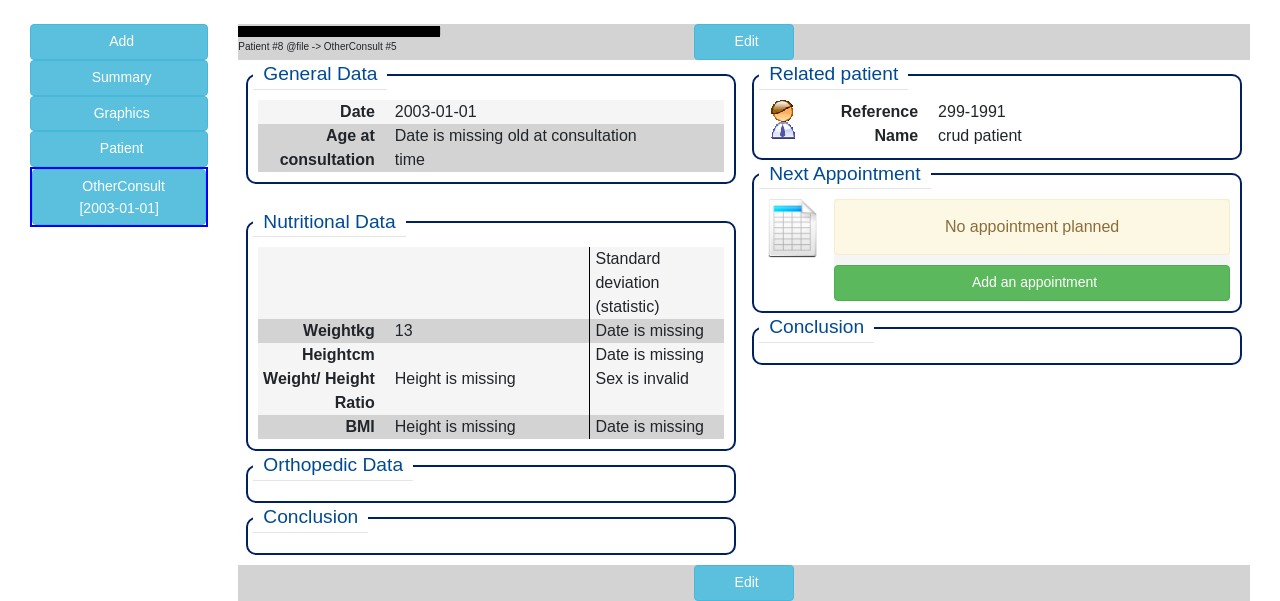 Add
Summary
Graphics
Patient
OtherConsult
[2003-01-01]
Patient #8 @file -> OtherConsult #5
Edit
General Data
Date 2003-01-01
Age at Date is missing old at consultation
consultation time
Nutritional Data
Standard
deviation
(statistic)
Weightkg 13 Date is missing
Heightcm Date is missing
Weight/ Height Height is missing Sex is invalid
Ratio
BMI Height is missing Date is missing
Orthopedic Data
Conclusion
Related patient
Reference 299-1991
Name crud patient
Next Appointment
No appointment planned
Add an appointment
Conclusion
Edit